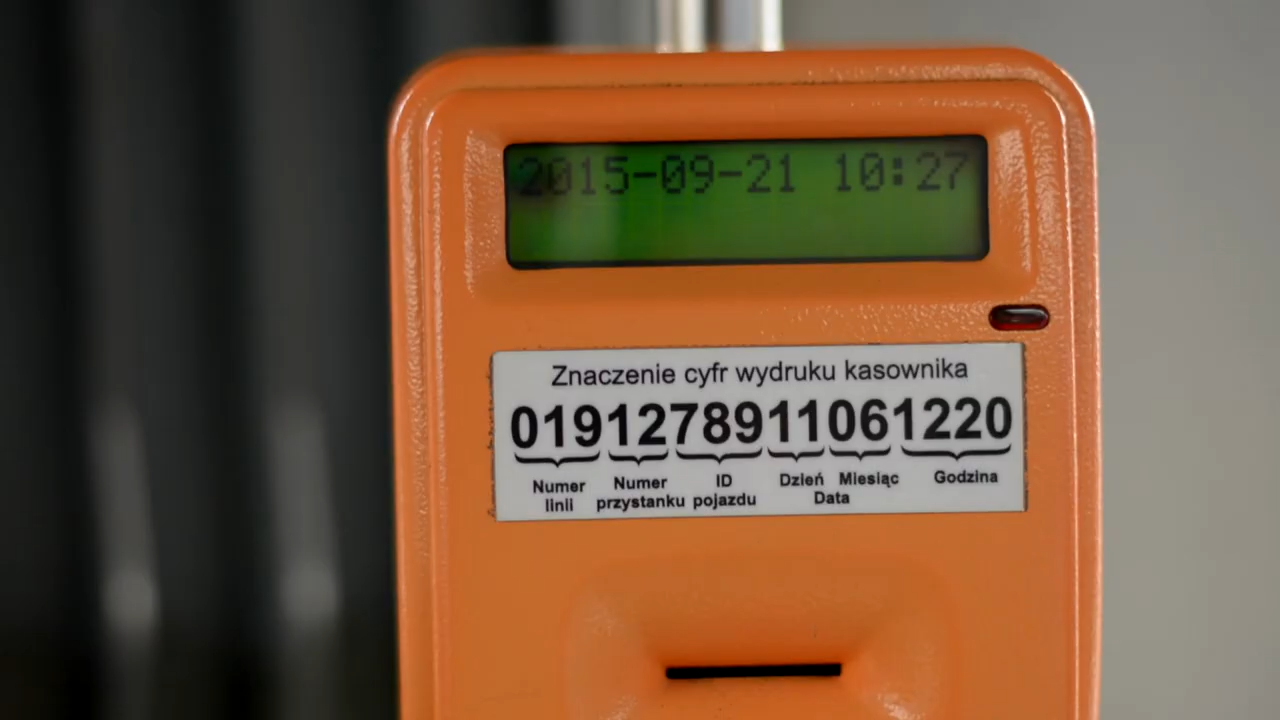 2015-09-21 10:27
Znaczenie cyfr wydruku kasownika
0191278911061220
Numer linii
Numer przystanku
ID pojazdu
Dzień Miesiąc
Data
Godzina